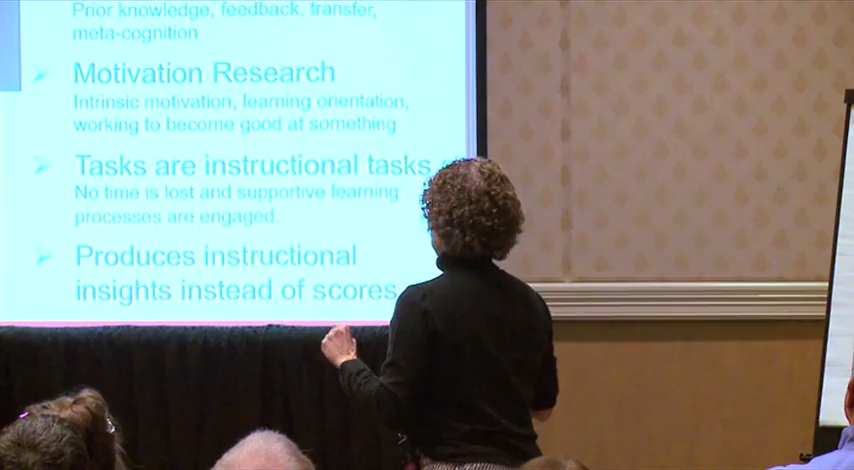 Prior knowledge, feedback, transfer,
meta-cognition
Motivation Research
Intrinsic motivation, learning orientation,
working to become good at something
Tasks are instructional tasks
No time is lost and supportive learning
processes are engaged.
Produces instructional
insights instead of scores